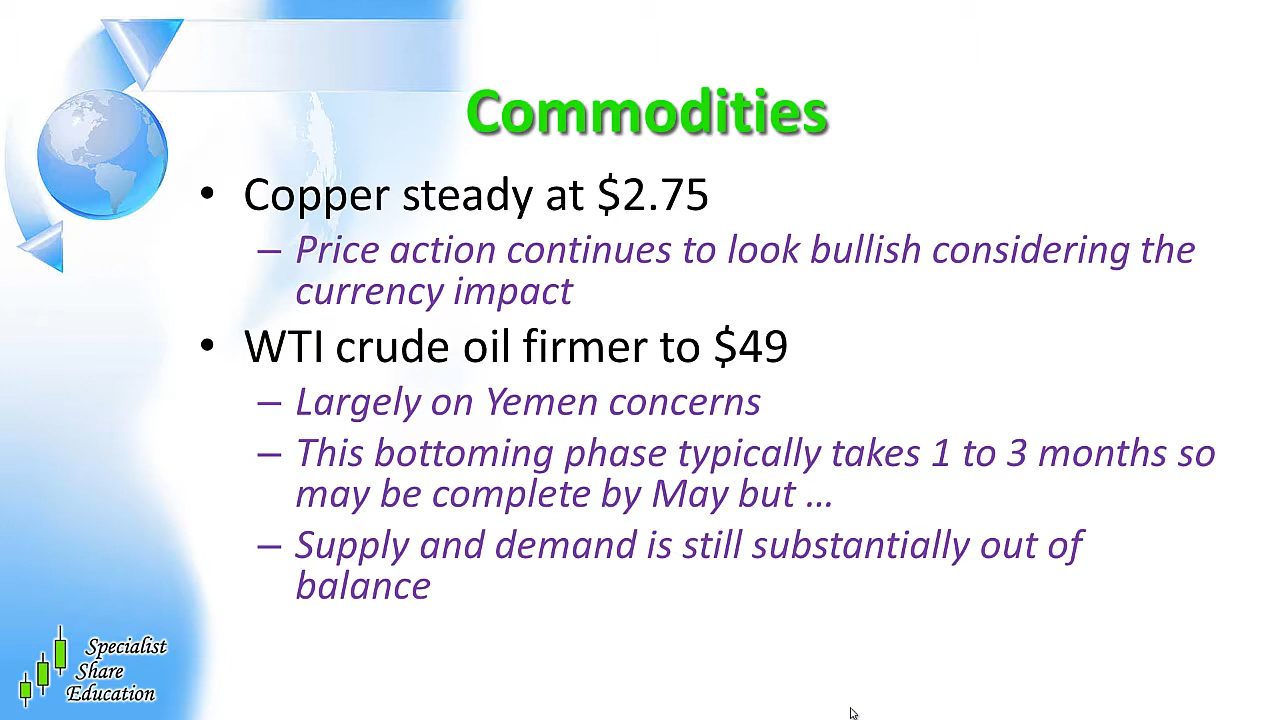 Commodities
• Copper steady at $2.75
– Price action continues to look bullish considering the
currency impact
• WTI crude oil firmer to $49
– Largely on Yemen concerns
– This bottoming phase typically takes 1 to 3 months so
may be complete by May but …
– Supply and demand is still substantially out of
balance
Specialist
Share
Education